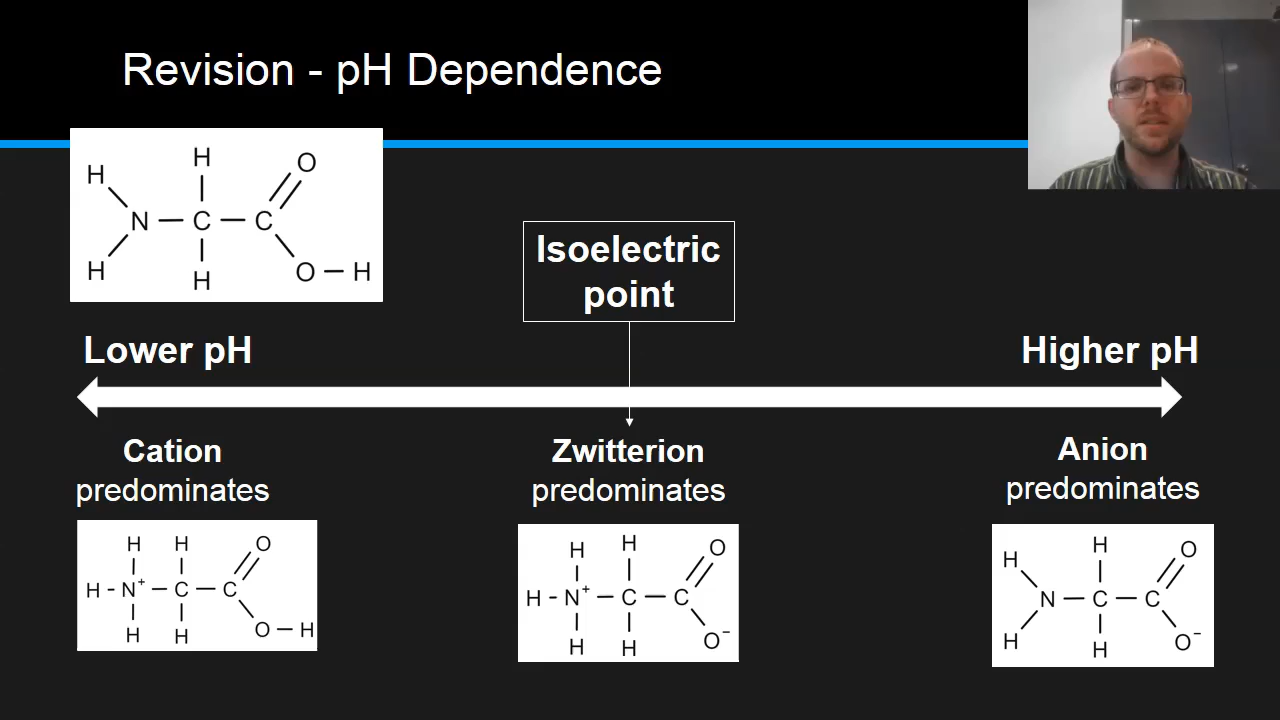 Revision - pH Dependence
H
H
O
N
C
C
H
H
O
H
Isoelectric
point
Lower pH
Higher pH
Cation
predominates
Zwitterion
predominates
Anion
predominates
H H O
H N+ C C
H H O H
H H O
H N+ C C
H H O−
H H O
N C C
H H O−